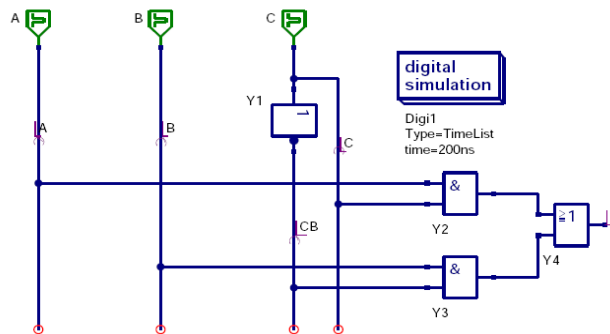 A
B
C
digital
simulation
Y1
1
Digi1
Type=TimeList
time=200ns
A
B
C
&
Y2
≧1
Y4
CB
&
Y3